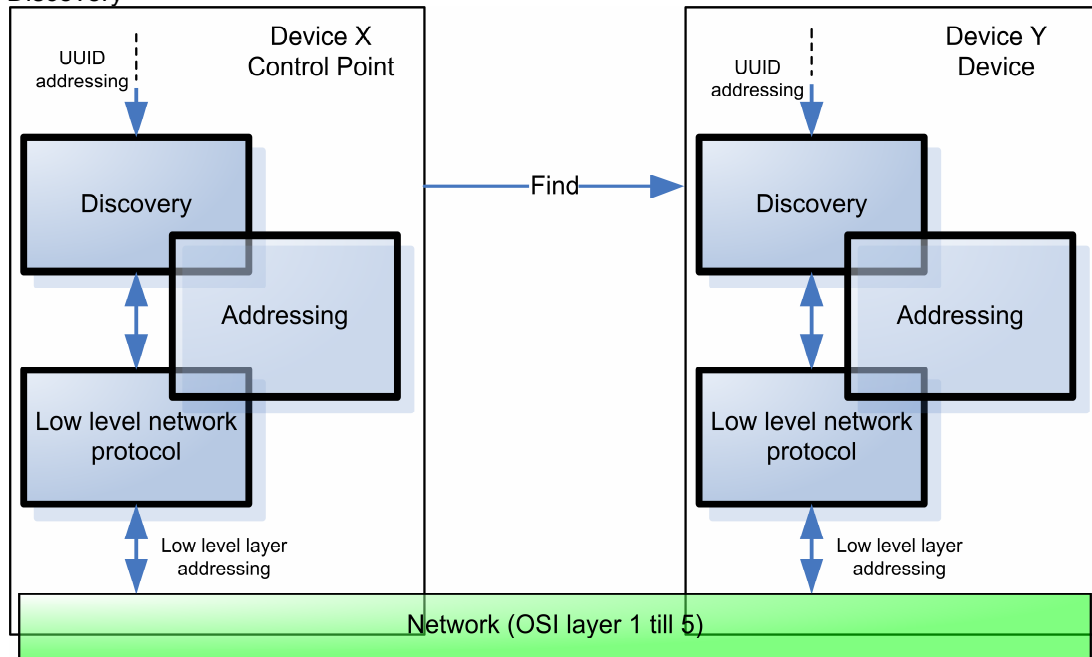 Discovery
Device X
Control Point
UUID
addressing
Discovery
Addressing
Low level network
protocol
Low level layer
addressing
Find
Device Y
Device
UUID
addressing
Discovery
Addressing
Low level network
protocol
Low level layer
addressing
Network (OSI layer 1 till 5)